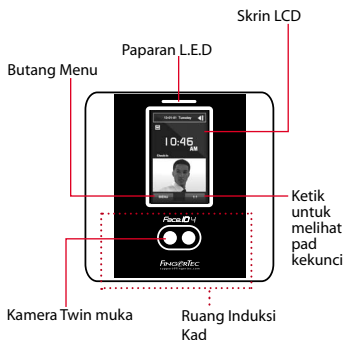 Skrin LCD
Paparan L.E.D
Butang Menu
10:46
AM
Ketik
untuk
melihat
pad
kekunci
Face ID 4
FINGERTEC
Kamera Twin muka
Ruang Induksi
Kad